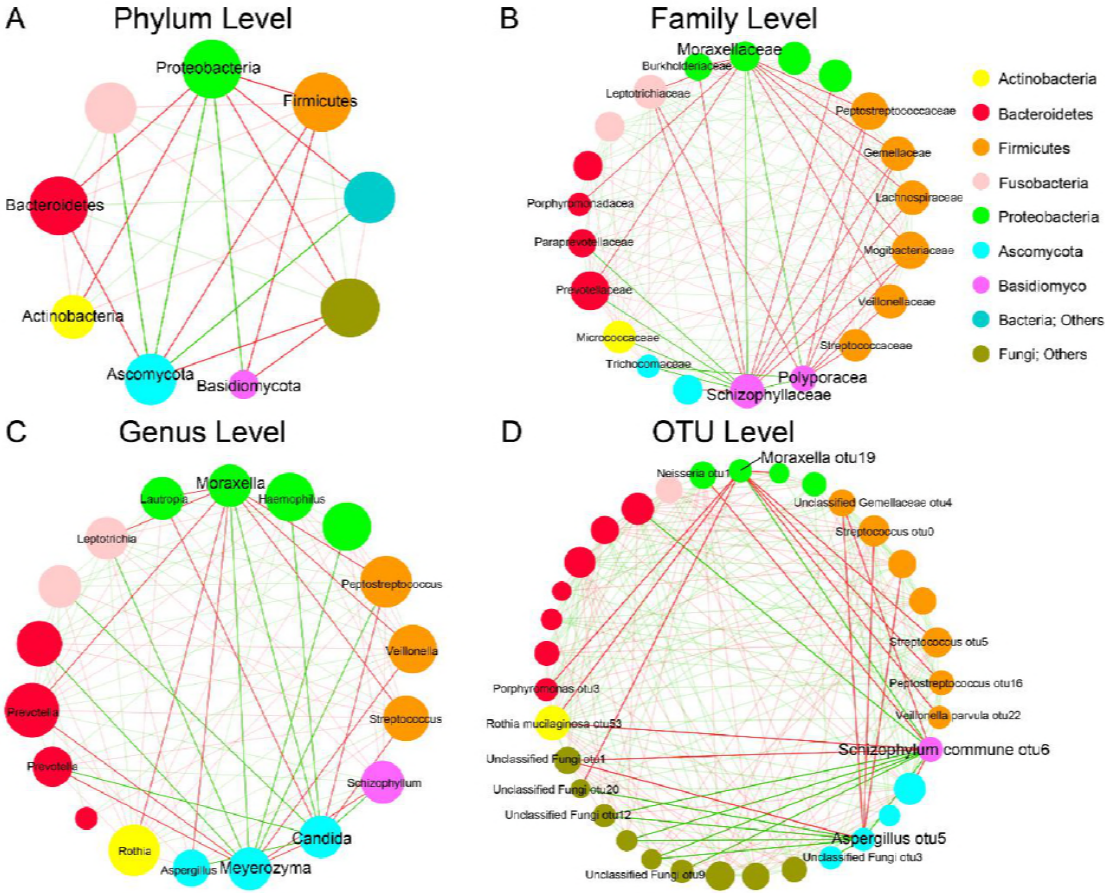 A Phylum Level
Proteobacteria
Firmicutes
Bacteroidetes
Actinobacteria
Ascomycota
Basidiomycota
B Family Level
Moraxellaceae
Burkholderiaceae
Leptotrichiaceae
Peptostreptococcaceae
Gemellaceae
Lachnospiraceae
Porphyromonadacea
Paraprevotellaceae
Mogibacteriaceae
Prevotellaceae
Veillonellaceae
Micrococcaceae
Streptococcaceae
Trichocomaceae
Polyporacea
Schizophyllaceae
Actinobacteria
Bacteroidetes
Firmicutes
Fusobacteria
Proteobacteria
Ascomycota
Basidiomyco
Bacteria; Others
Fungi; Others
C Genus Level
Moraxella
Lautropia
Haemophilus
Leptotrichia
Peptostreptococcus
Veillonella
Prevotella
Streptococcus
Prevotella
Schizophyllum
Candida
Rothia
Aspergillus
Meyerozyma
D OTU Level
Moraxella otu19
Neisseria otu1
Unclassified Gemellaceae otu4
Streptococcus otu0
Streptococcus otu5
Porphyromonas otu3
Peptostreptococcus otu16
Rothia mucilaginosa otu53
Veillonella parvula otu22
Schizophylum commune otu6
Unclassified Fungi otu1
Unclassified Fungi otu20
Unclassified Fungi otu12
Aspergillus otu5
Unclassified Fungi otu3
Unclassified Fungi otu9